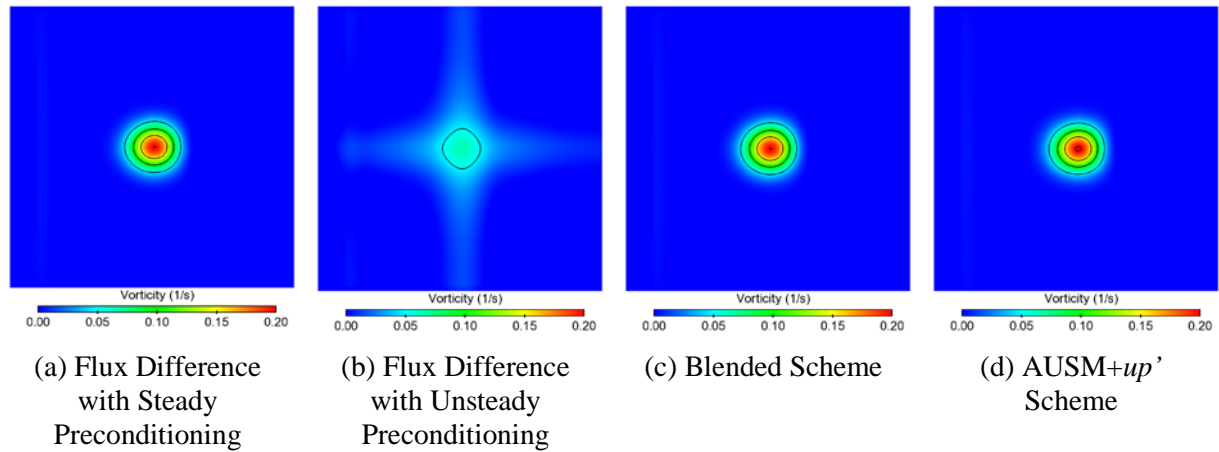 Vorticity (1/s) Vorticity (1/s) Vorticity (1/s) Vorticity (1/s)
0.00 0.05 0.10 0.15 0.20 0.00 0.05 0.10 0.15 0.20 0.00 0.05 0.10 0.15 0.20 0.00 0.05 0.10 0.15 0.20
(a) Flux Difference
with Steady
Preconditioning
(b) Flux Difference
with Unsteady
Preconditioning
(c) Blended Scheme
(d) AUSM+up’
Scheme